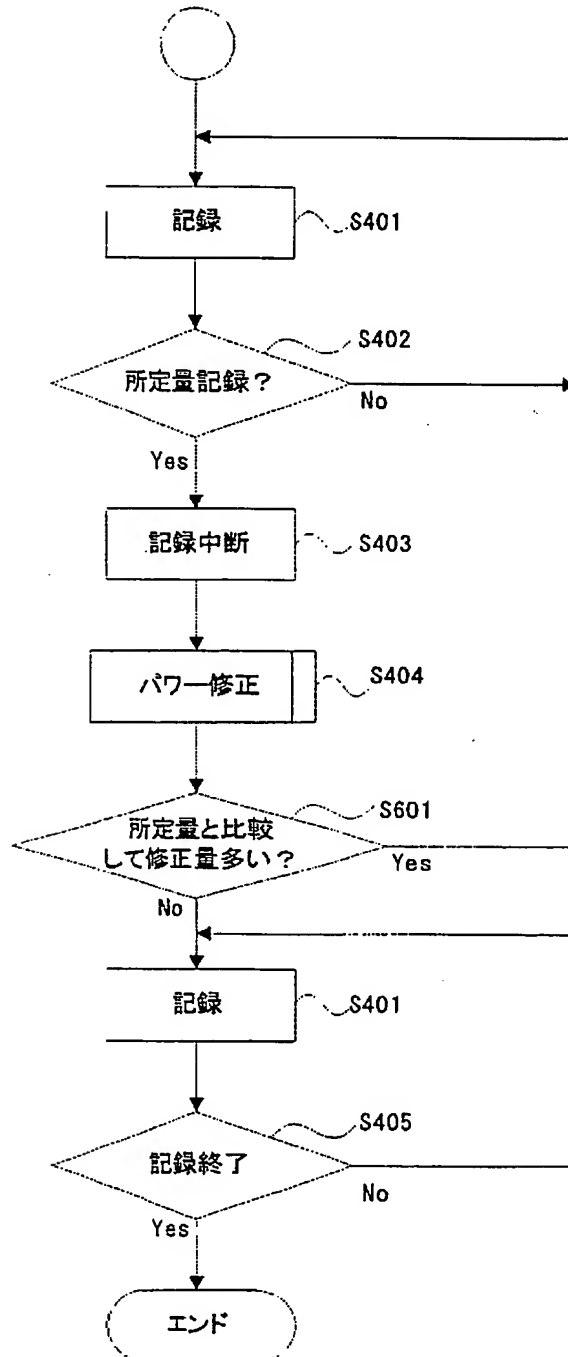 記録
S401
S402
所定量記録？
No
Yes
記録中断
S403
パワー修正
S404
S601
所定量と比較
して修正量多い？
Yes
No
記録
S401
S405
記録終了
No
Yes
エンド